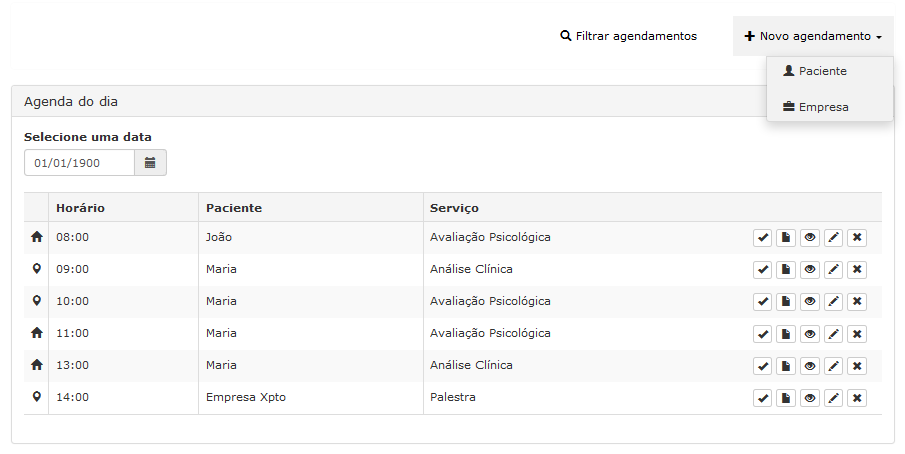 Filtrar agendamentos
Novo agendamento
Paciente
Empresa
Agenda do dia
Selecione uma data
01/01/1900
Horário Paciente Serviço
08:00 João Avaliação Psicológica
09:00 Maria Análise Clínica
10:00 Maria Avaliação Psicológica
11:00 Maria Avaliação Psicológica
13:00 Maria Análise Clínica
14:00 Empresa Xpto Palestra